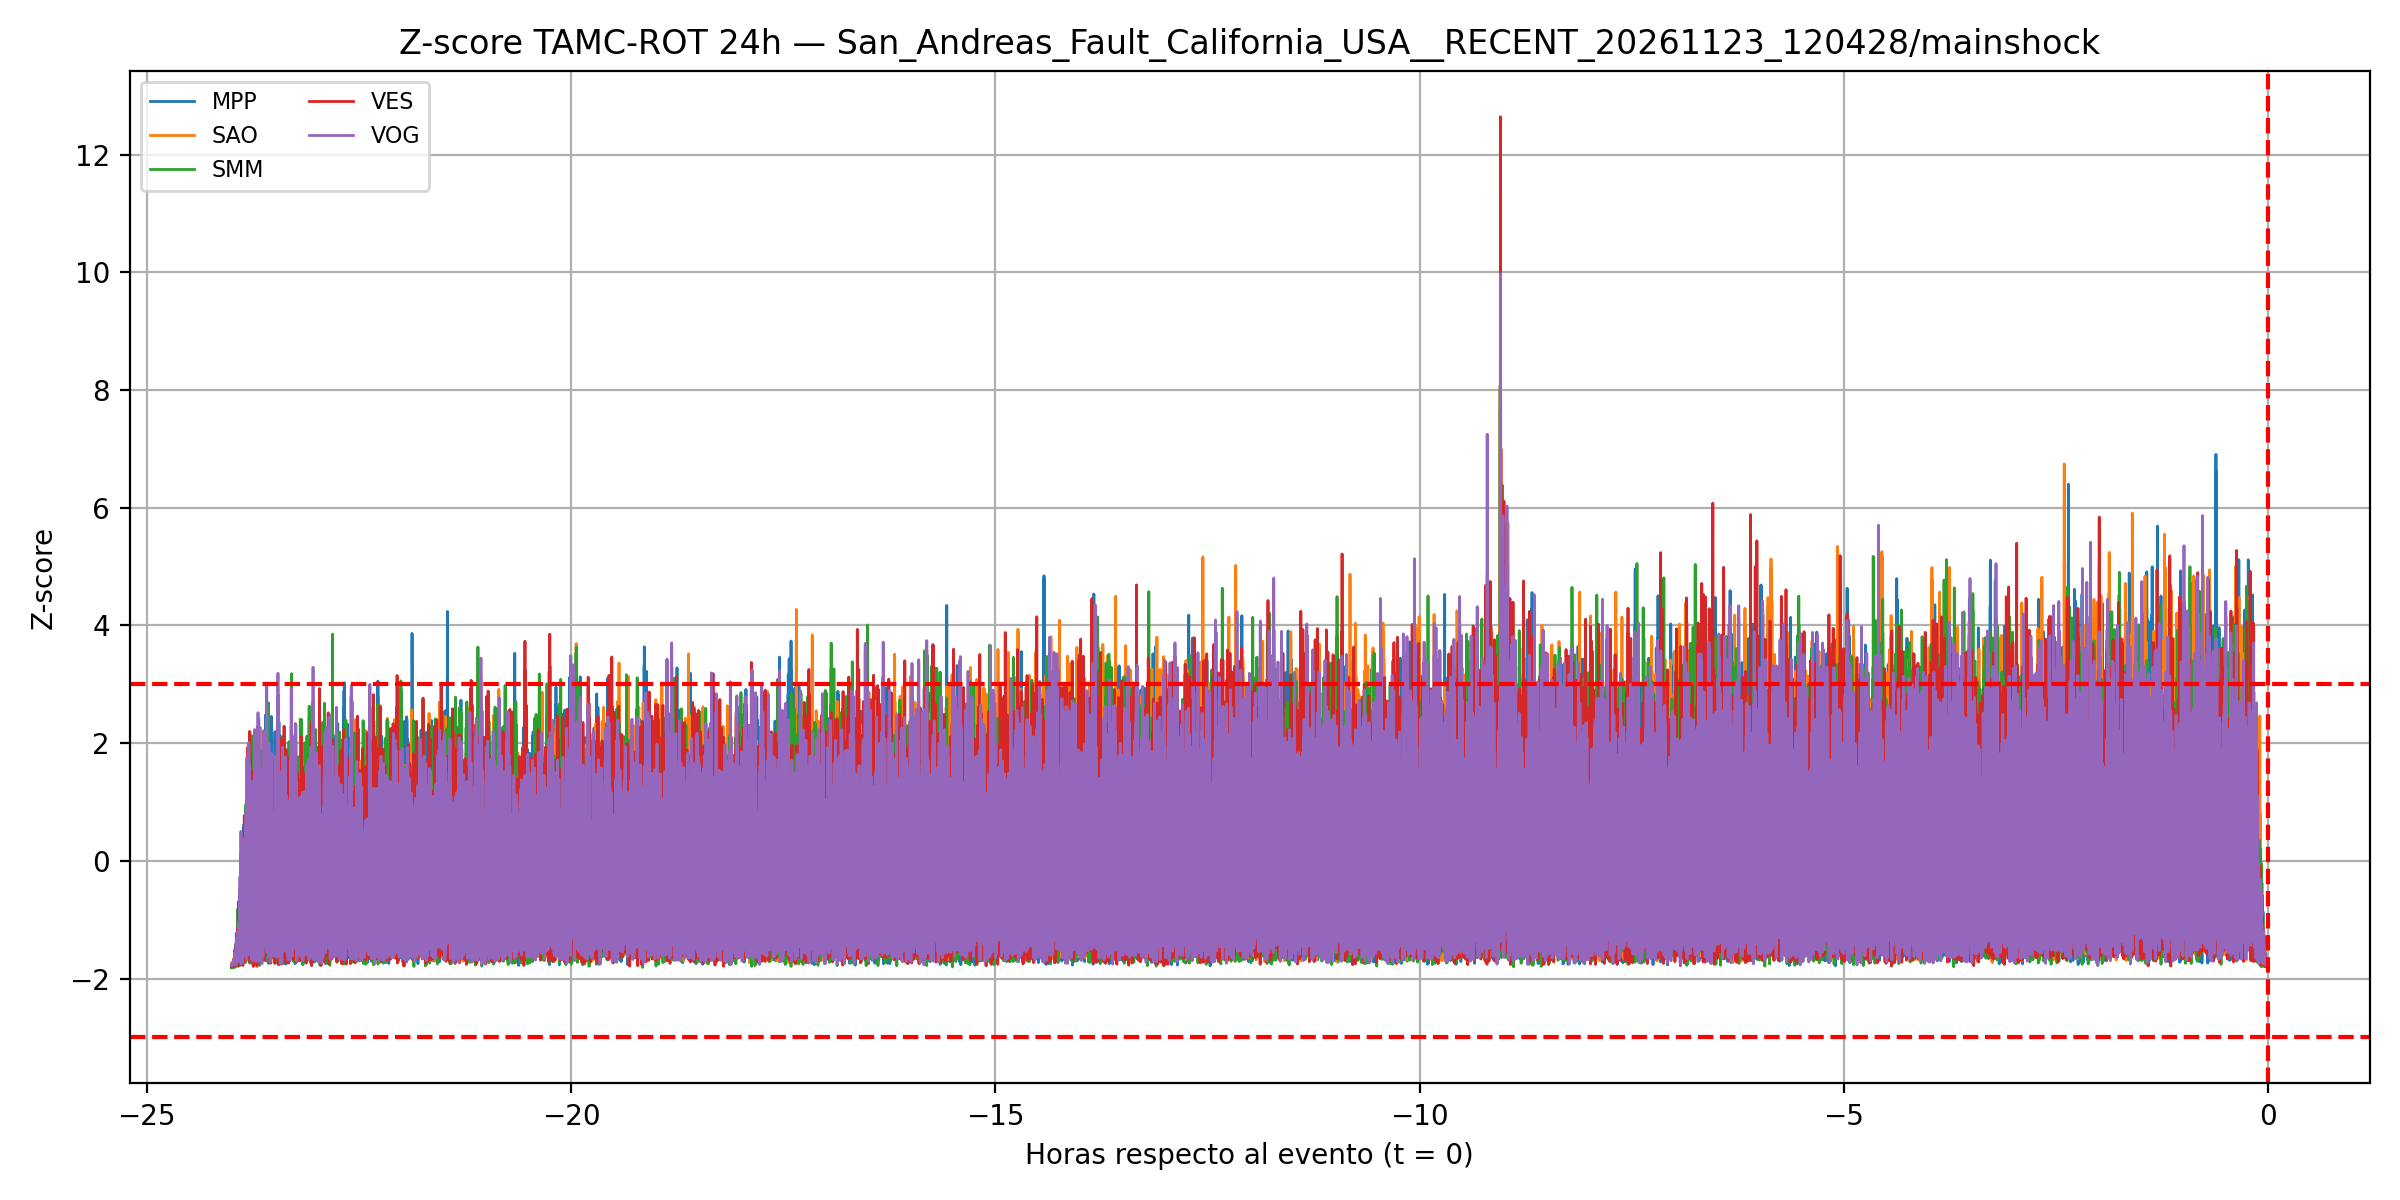 Z-score TAMC-ROT 24h — San_Andreas_Fault_California_USA__RECENT_20261123_120428/mainshock
MPP
SAO
SMM
VES
VOG
Z-score
12
10
8
6
4
2
0
−2
−25
−20
−15
−10
−5
0
Horas respecto al evento (t = 0)